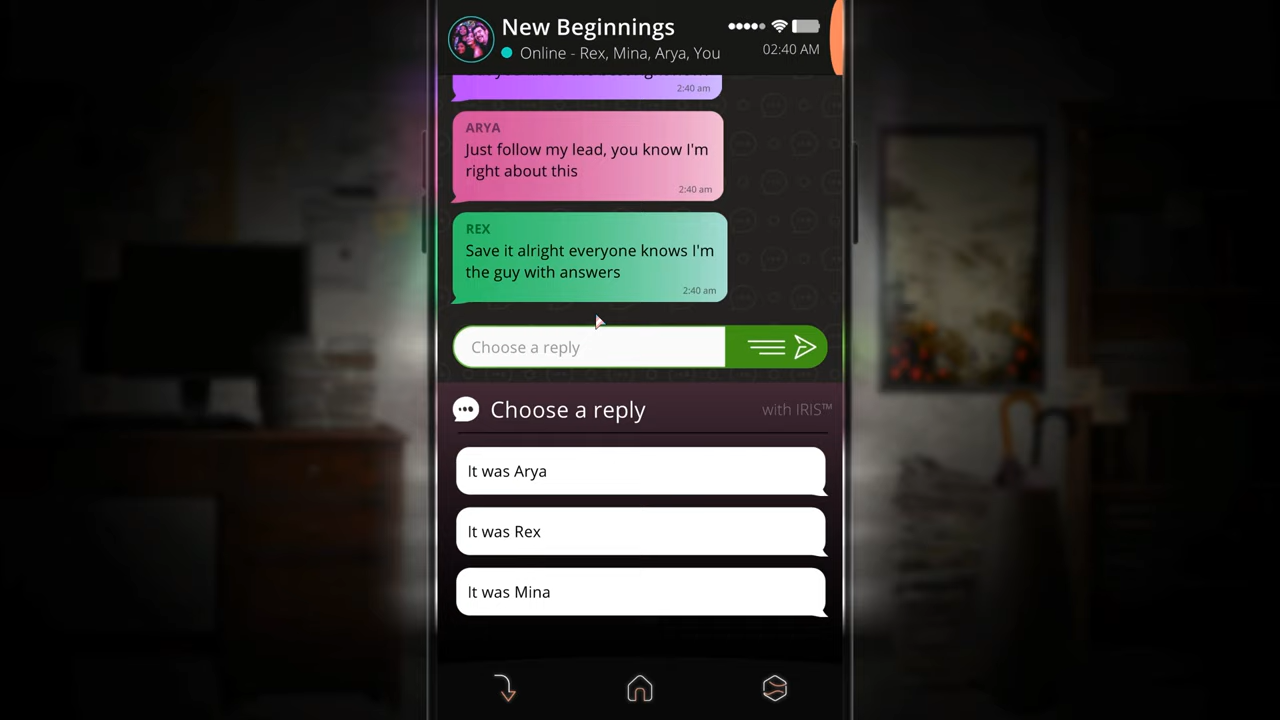 New Beginnings
Online - Rex, Mina, Arya, You
02:40 AM
2:40 am
ARYA
Just follow my lead, you know I'm
right about this
2:40 am
REX
Save it alright everyone knows I'm
the guy with answers
2:40 am
Choose a reply
Choose a reply
with IRIS™
It was Arya
It was Rex
It was Mina